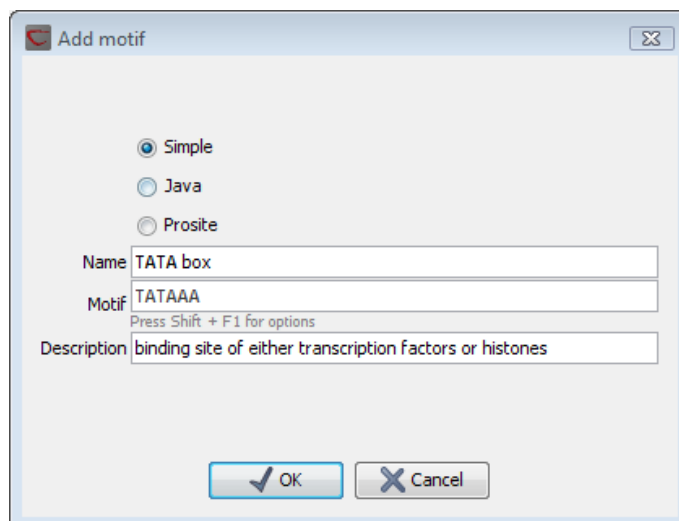 Add motif
Simple
Java
Prosite
Name TATA box
Motif TATAAA
Press Shift + F1 for options
Description binding site of either transcription factors or histones
OK Cancel